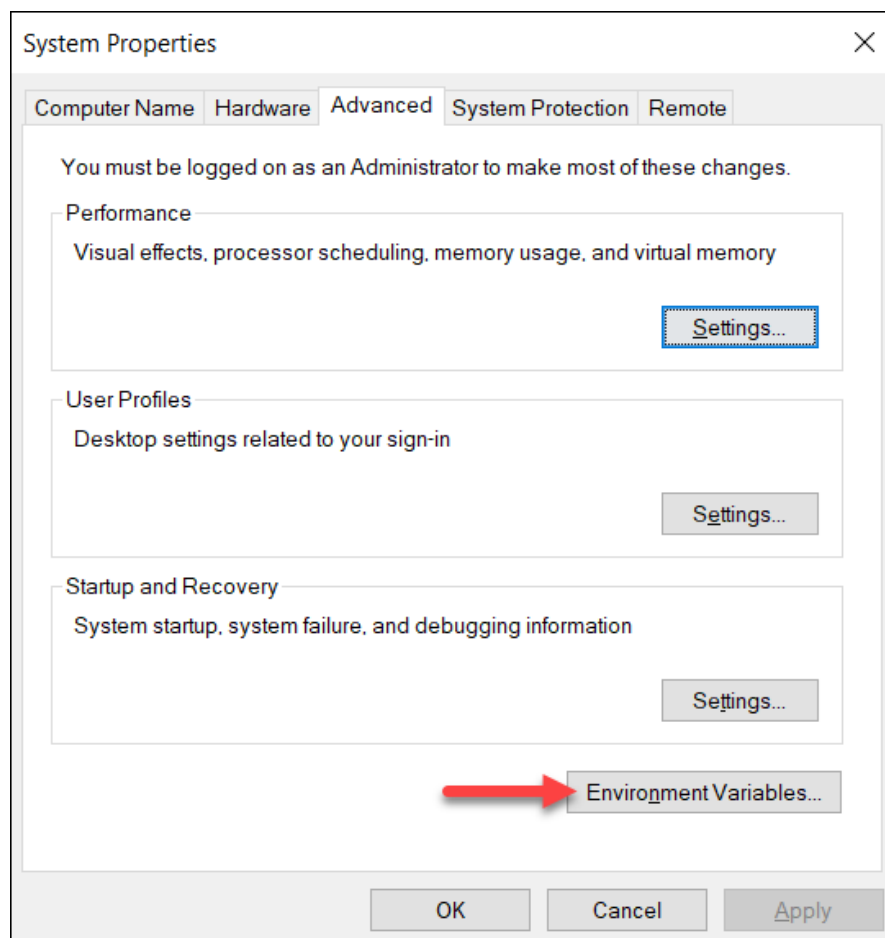 System Properties
Computer Name Hardware Advanced System Protection Remote
You must be logged on as an Administrator to make most of these changes.
Performance
Visual effects, processor scheduling, memory usage, and virtual memory
Settings...
User Profiles
Desktop settings related to your sign-in
Settings...
Startup and Recovery
System startup, system failure, and debugging information
Settings...
Environment Variables...
OK Cancel Apply